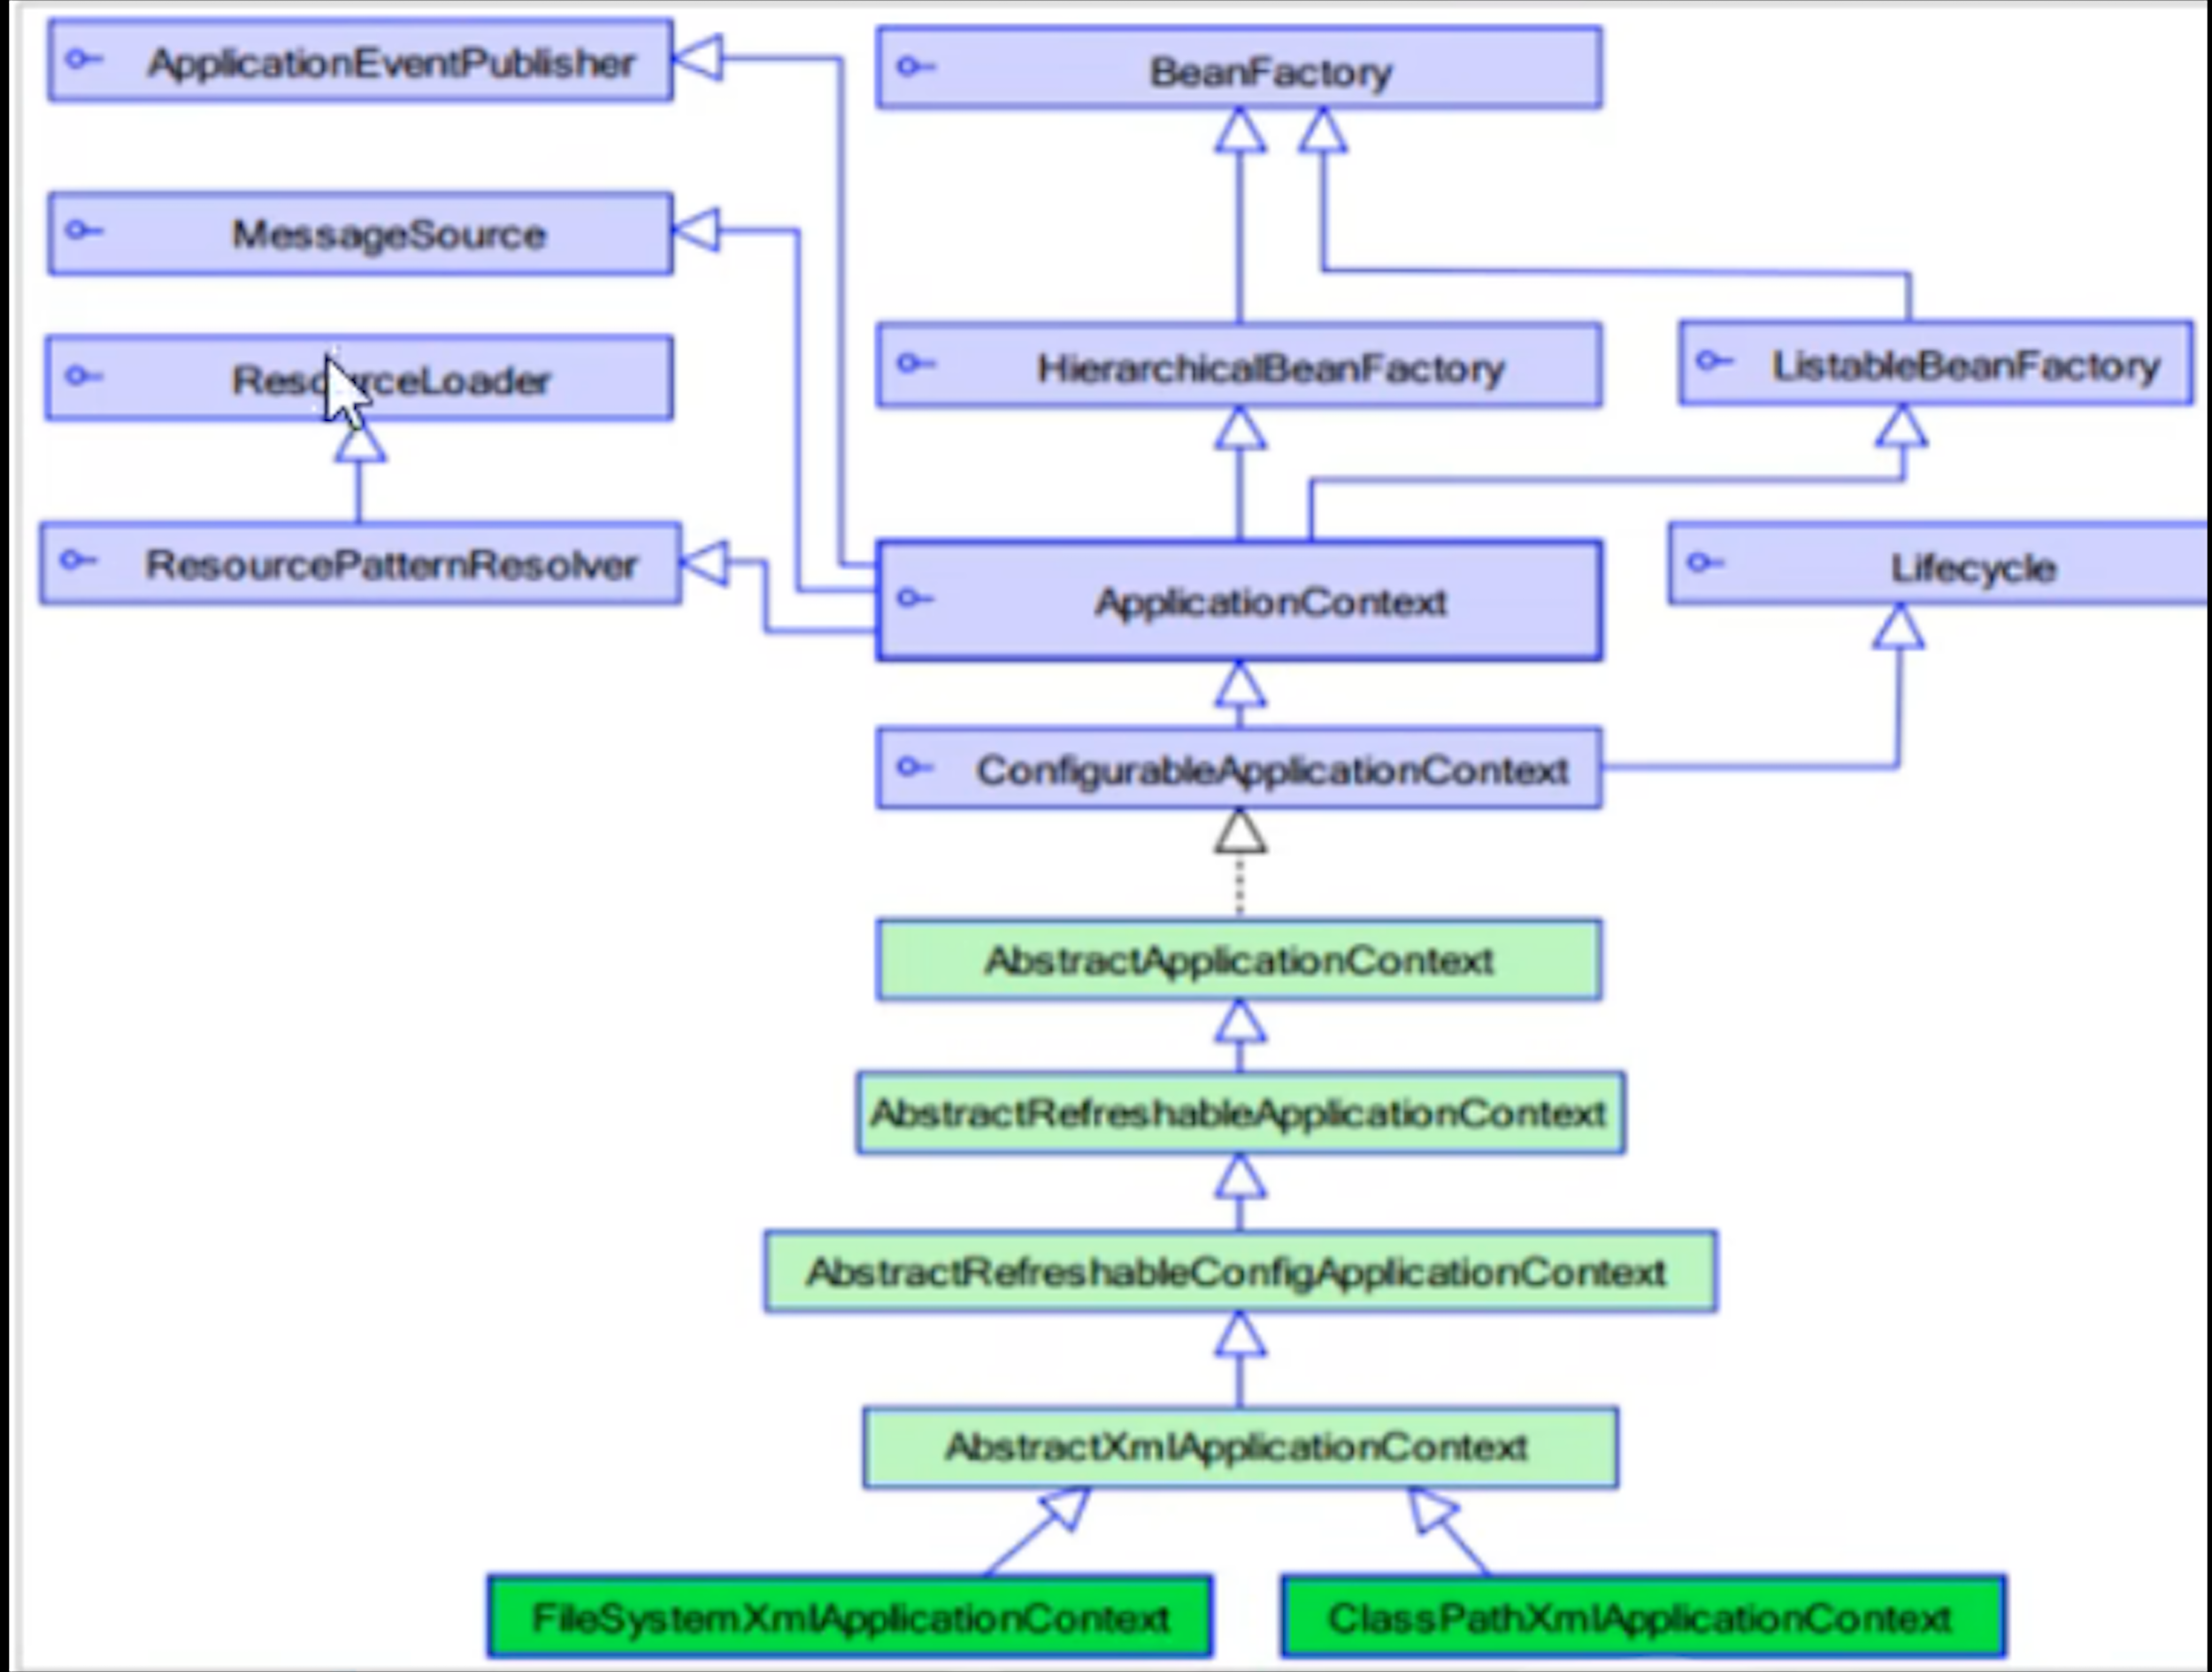 ApplicationEventPublisher
BeanFactory
MessageSource
ResourceLoader
HierarchicalBeanFactory
ListableBeanFactory
ResourcePatternResolver
ApplicationContext
Lifecycle
ConfigurableApplicationContext
AbstractApplicationContext
AbstractRefreshableApplicationContext
AbstractRefreshableConfigApplicationContext
AbstractXmlApplicationContext
FileSystemXmlApplicationContext
ClassPathXmlApplicationContext